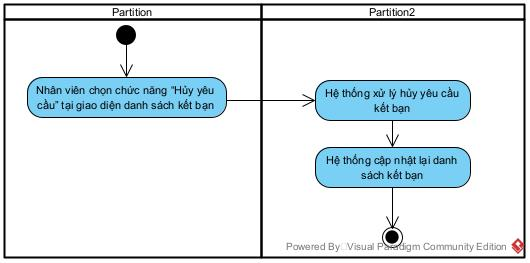 Partition
Partition2
Nhân viên chọn chức năng "Hủy yêu
cầu" tại giao diện danh sách kết bạn
Hệ thống xử lý hủy yêu cầu
kết bạn
Hệ thống cập nhật lại danh
sách kết bạn
Powered By Visual Paradigm Community Edition